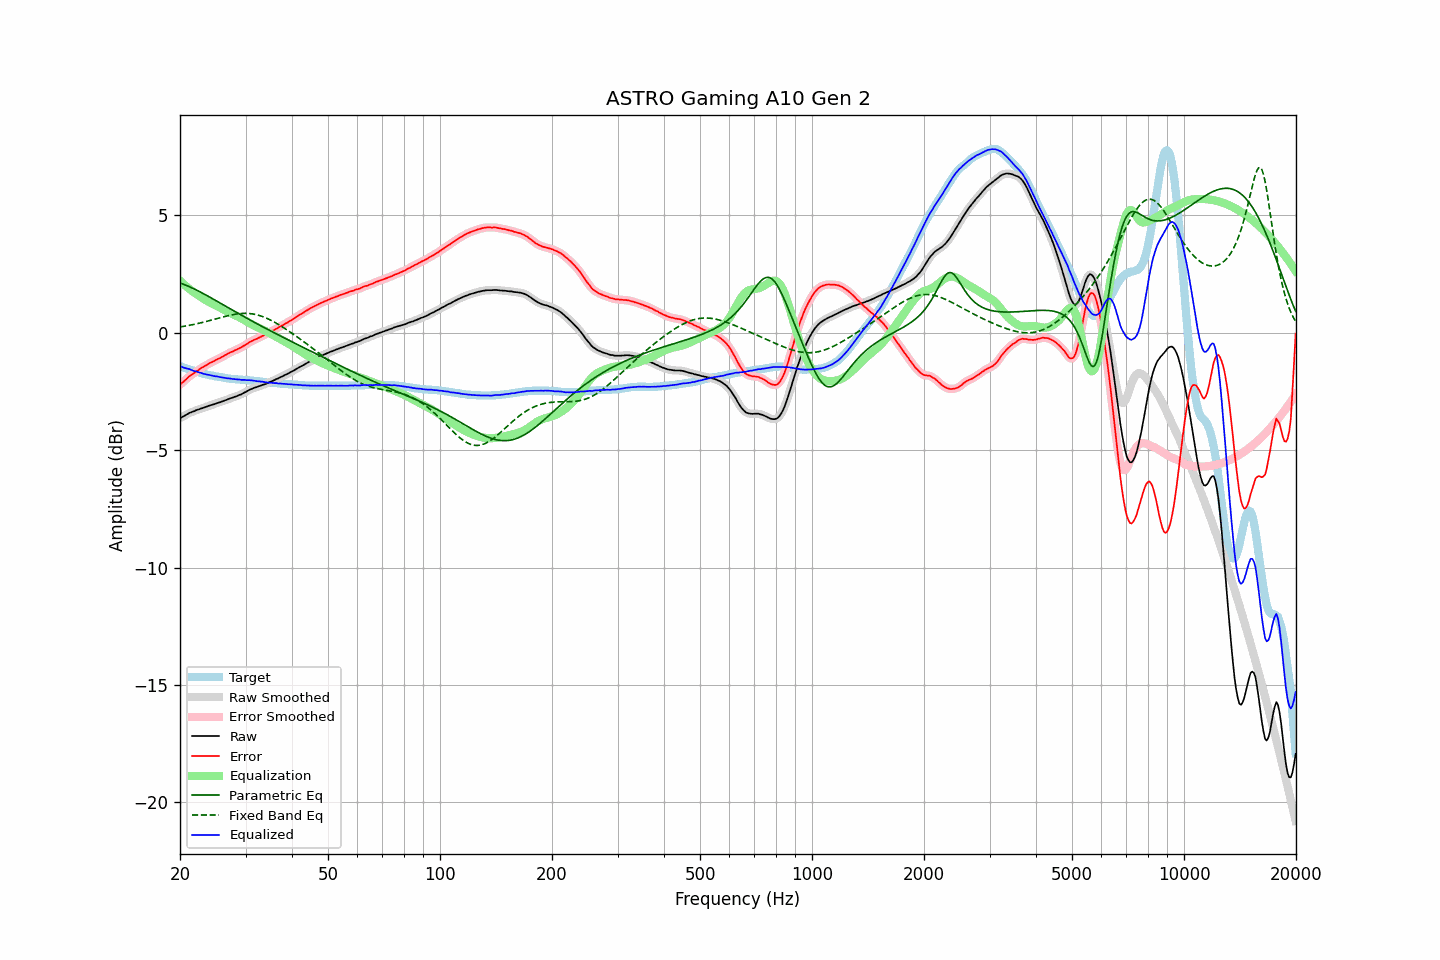 ASTRO Gaming A10 Gen 2
Amplitude (dBr)
5
0
−5
−10
−15
−20
Target
Raw Smoothed
Error Smoothed
Raw
Error
Equalization
Parametric Eq
Fixed Band Eq
Equalized
20 50 100 200 500 1000 2000 5000 10000 20000
Frequency (Hz)